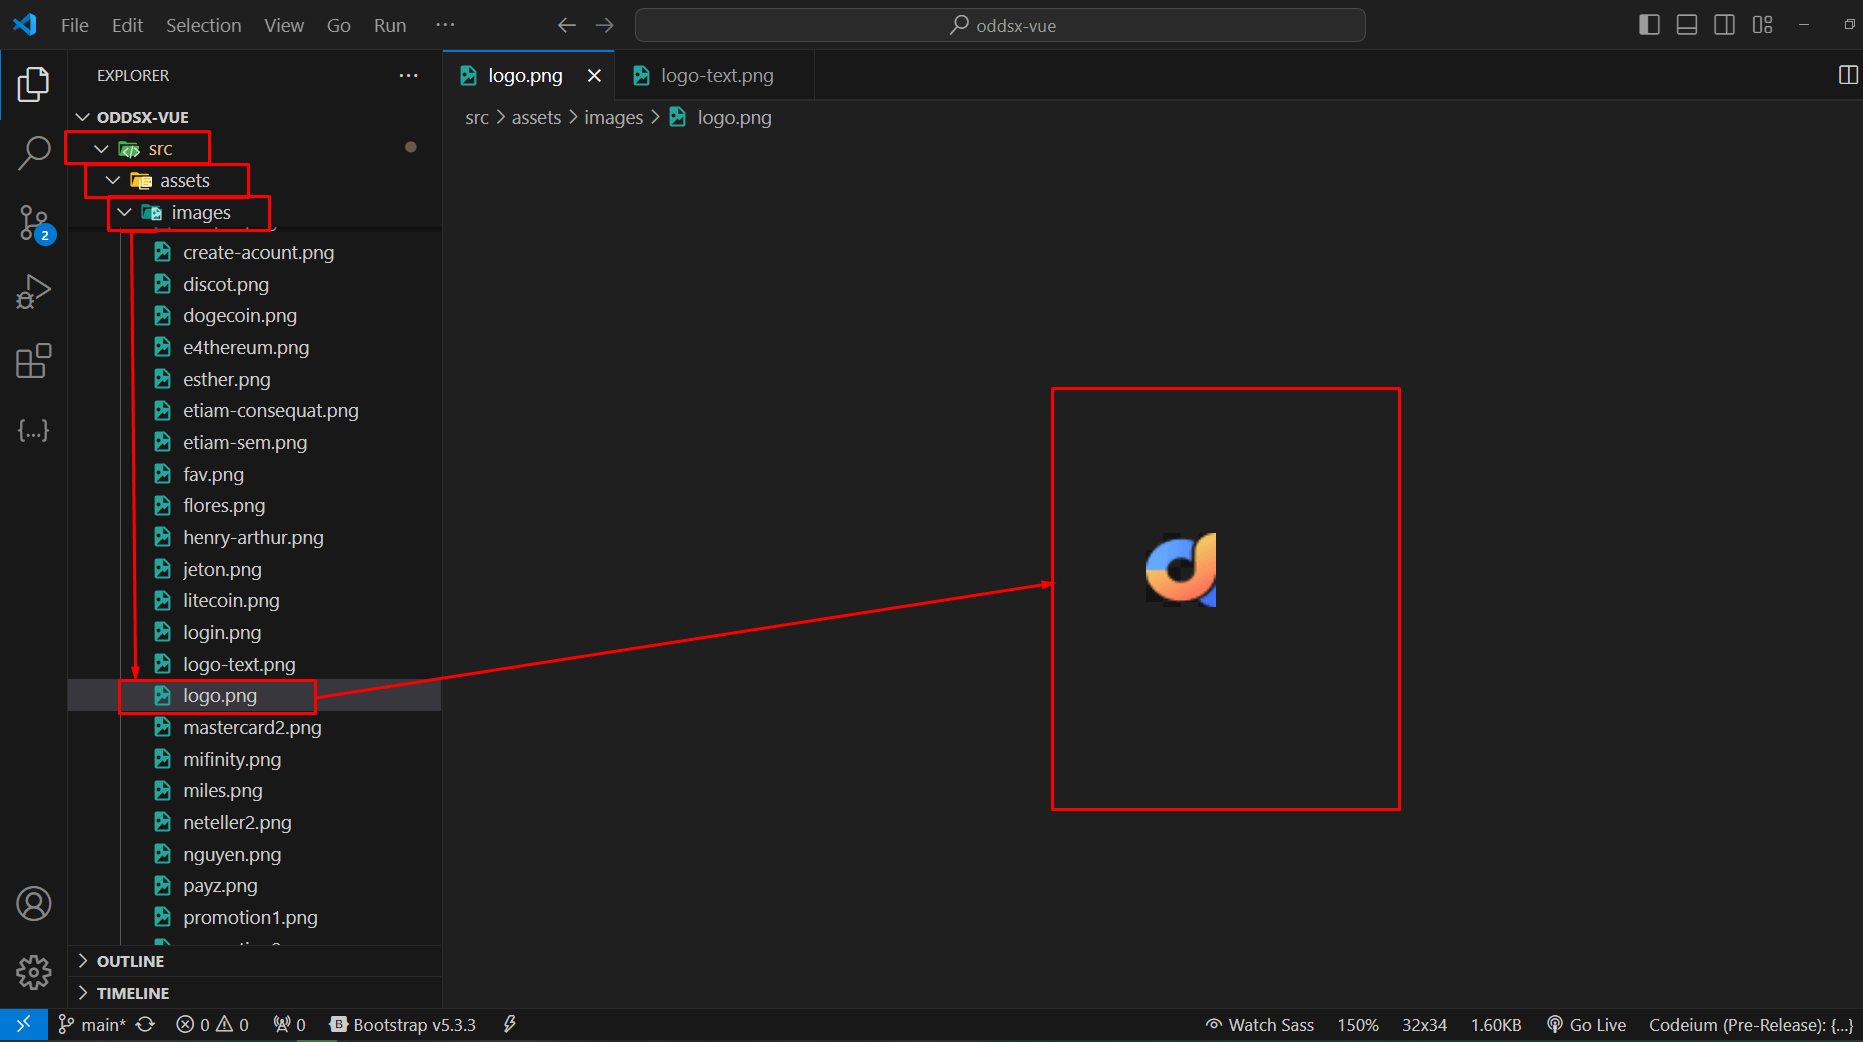 File Edit Selection View Go Run ···
oddsx-vue
EXPLORER
ODDSX-VUE
src
assets
images
create-acount.png
discot.png
dogecoin.png
e4thereum.png
esther.png
etiam-consequat.png
etiam-sem.png
fav.png
flores.png
henry-arthur.png
jeton.png
litecoin.png
login.png
logo-text.png
logo.png
mastercard2.png
mifinity.png
miles.png
neteller2.png
nguyen.png
payz.png
promotion1.png
OUTLINE
TIMELINE
2
{...}
logo.png
logo-text.png
src > assets > images > logo.png
main* 0 0 0 Bootstrap v5.3.3
Watch Sass 150% 32x34 1.60KB Go Live Codeium (Pre-Release): {...}